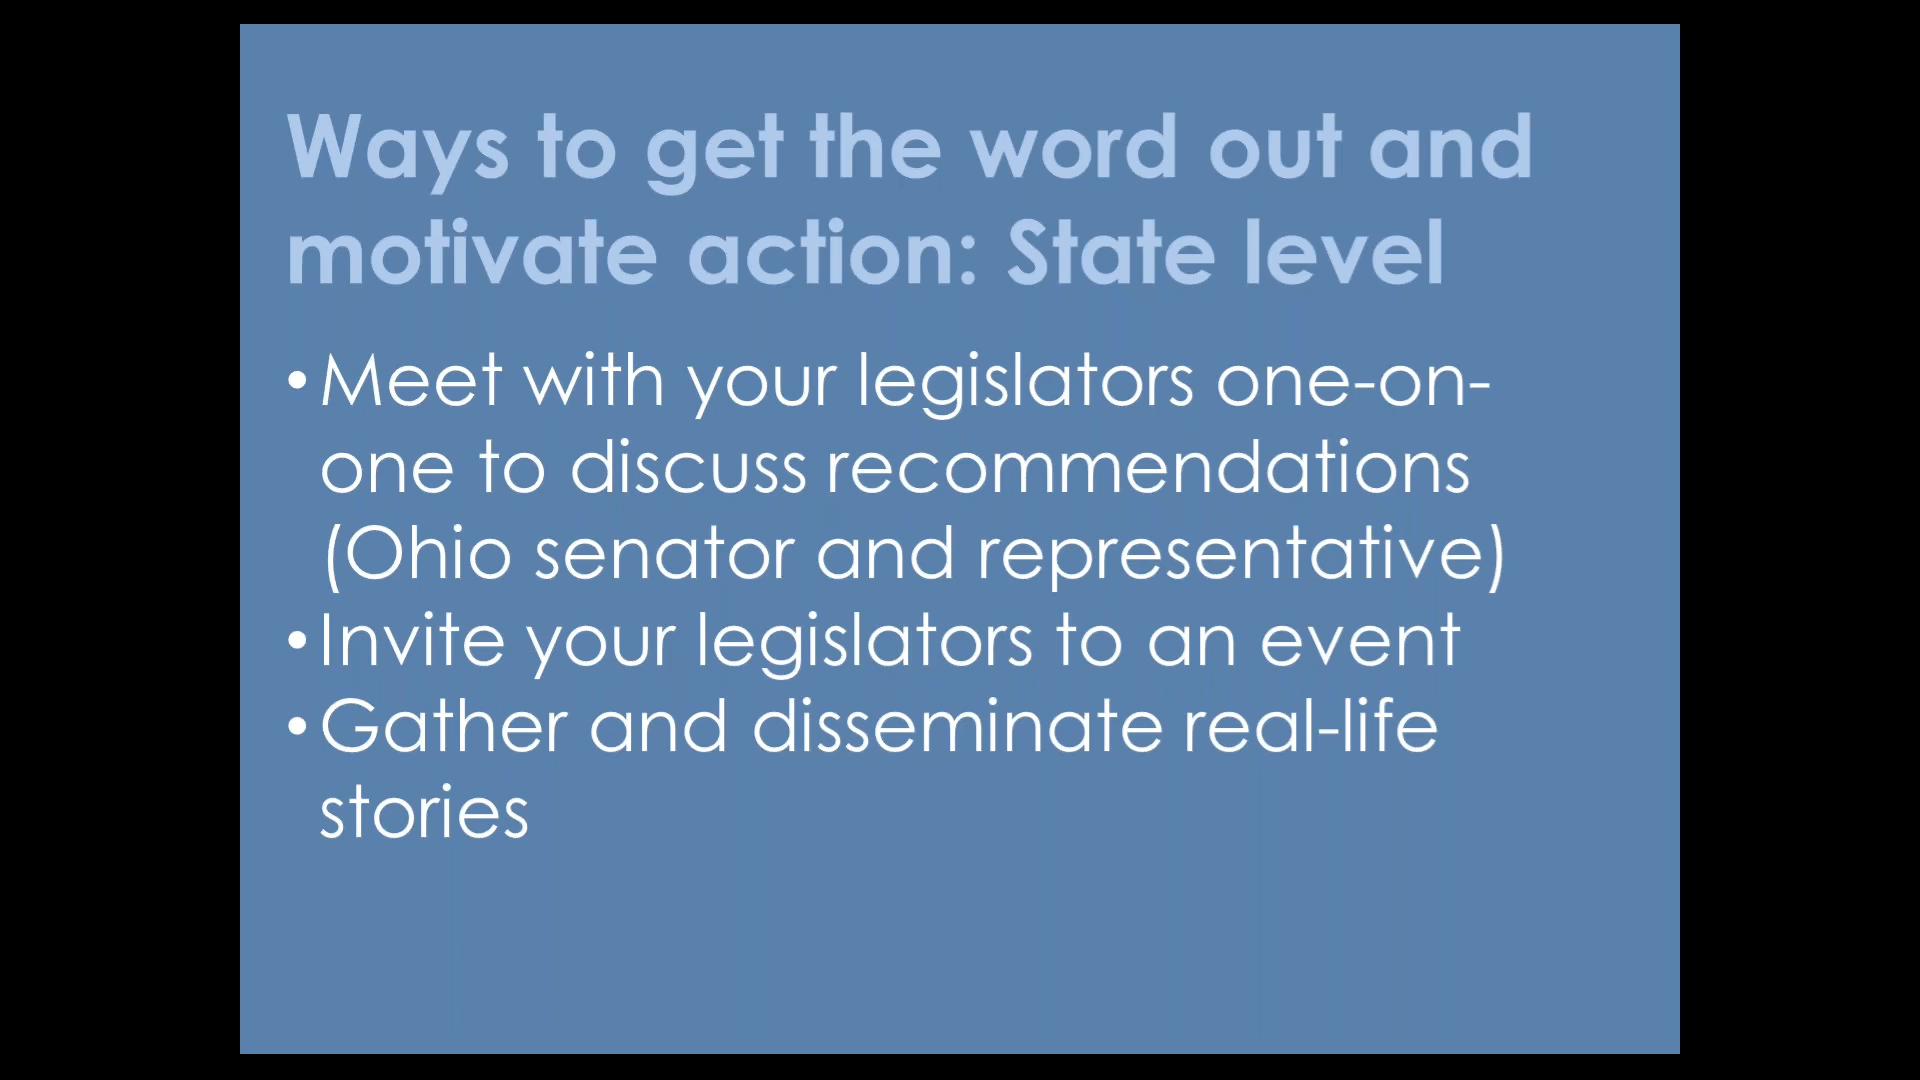 Ways to get the word out and
motivate action: State level
•Meet with your legislators one-on-
one to discuss recommendations
(Ohio senator and representative)
•Invite your legislators to an event
•Gather and disseminate real-life
stories